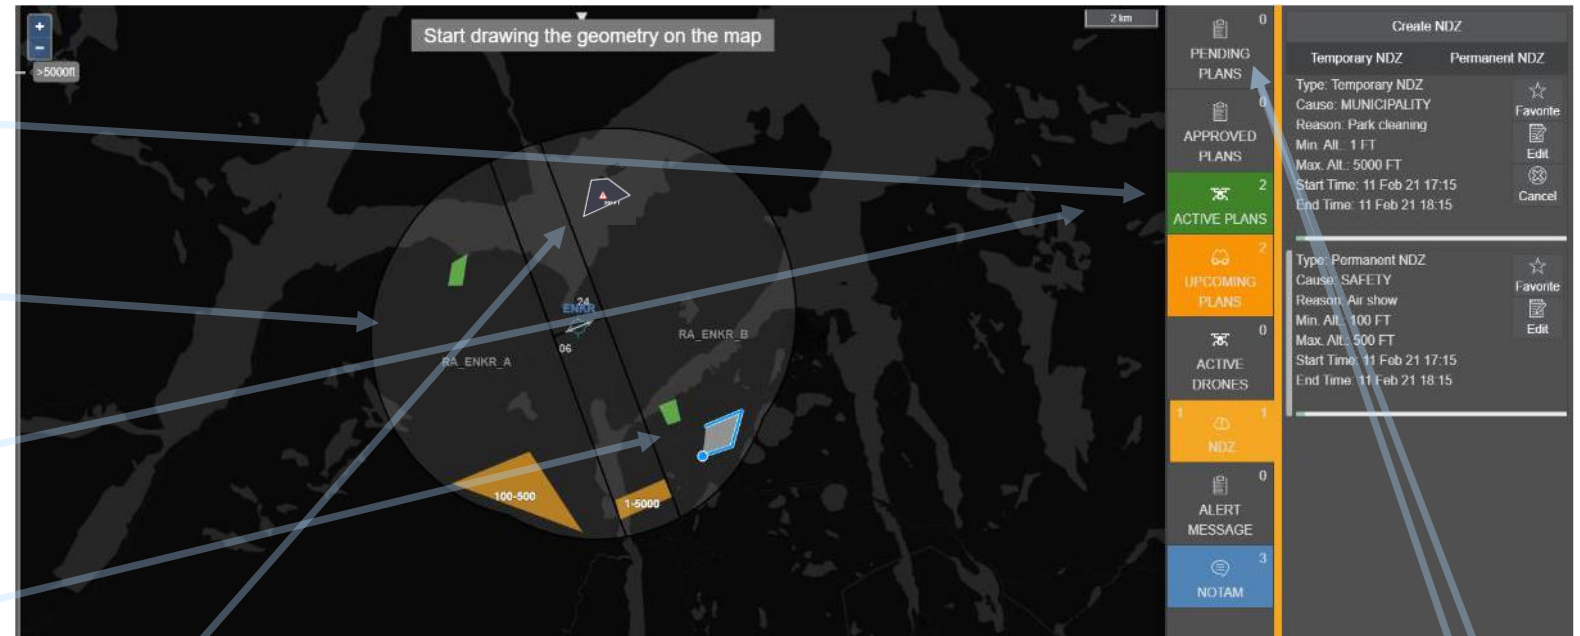 +
2 km
Start drawing the geometry on the map
−
>5000ft
24
ENKR
06
RA_ENKR_A
RA_ENKR_B
100-500
1-5000
0
PENDING
PLANS
0
APPROVED
PLANS
2
ACTIVE PLANS
2
UPCOMING
PLANS
0
ACTIVE
DRONES
1
1
NDZ
0
ALERT
MESSAGE
3
NOTAM
Create NDZ
Temporary NDZ
Permanent NDZ
Type: Temporary NDZ
Cause: MUNICIPALITY
Reason: Park cleaning
Min. Alt.: 1 FT
Max. Alt.: 5000 FT
Start Time: 11 Feb 21 17:15
End Time: 11 Feb 21 18:15
Favorite
Edit
Cancel
Type: Permanent NDZ
Cause: SAFETY
Reason: Air show
Min. Alt.: 100 FT
Max. Alt.: 500 FT
Start Time: 11 Feb 21 17:15
End Time: 11 Feb 21 18:15
Favorite
Edit